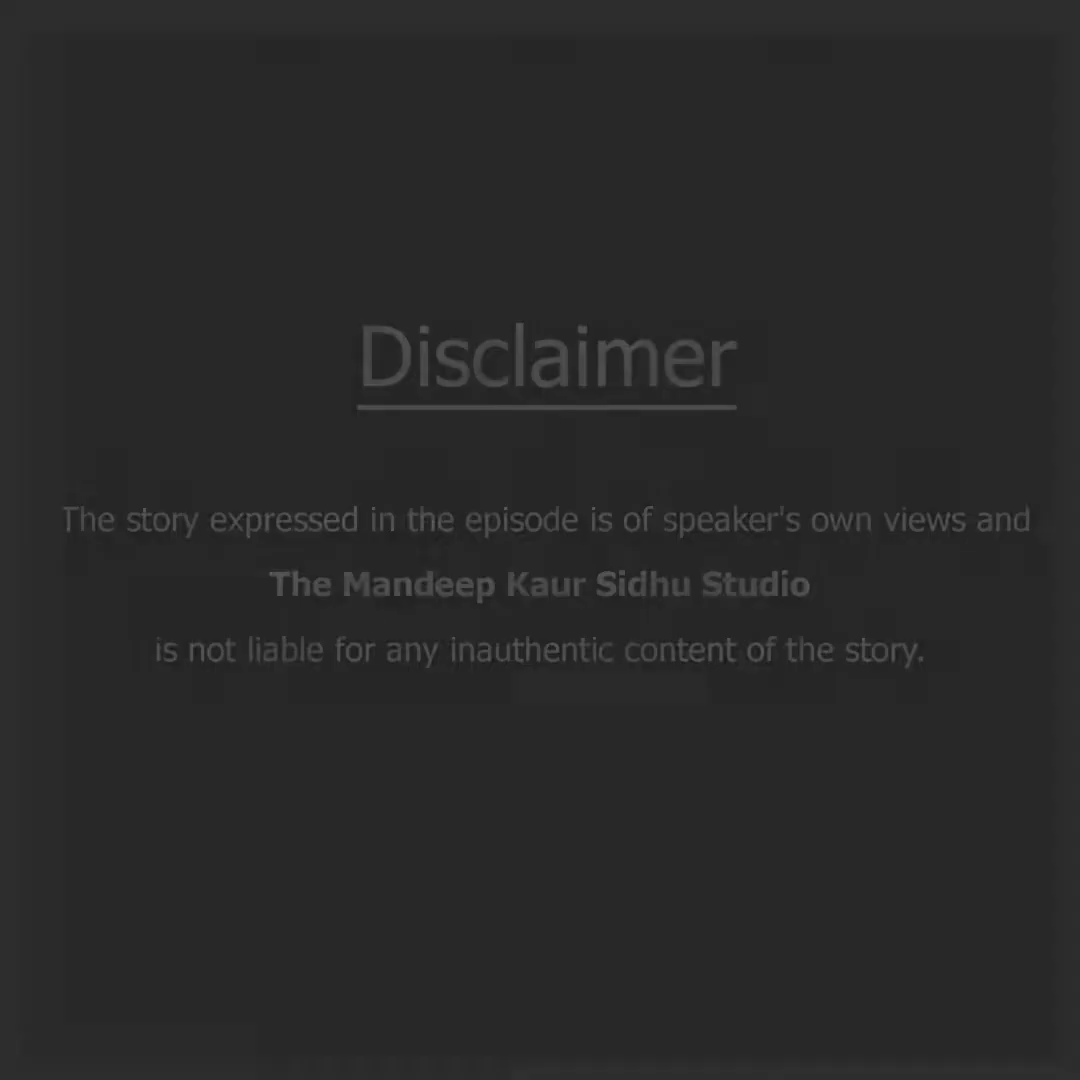 Disclaimer
The story expressed in the episode is of speaker's own views and
The Mandeep Kaur Sidhu Studio
is not liable for any inauthentic content of the story.